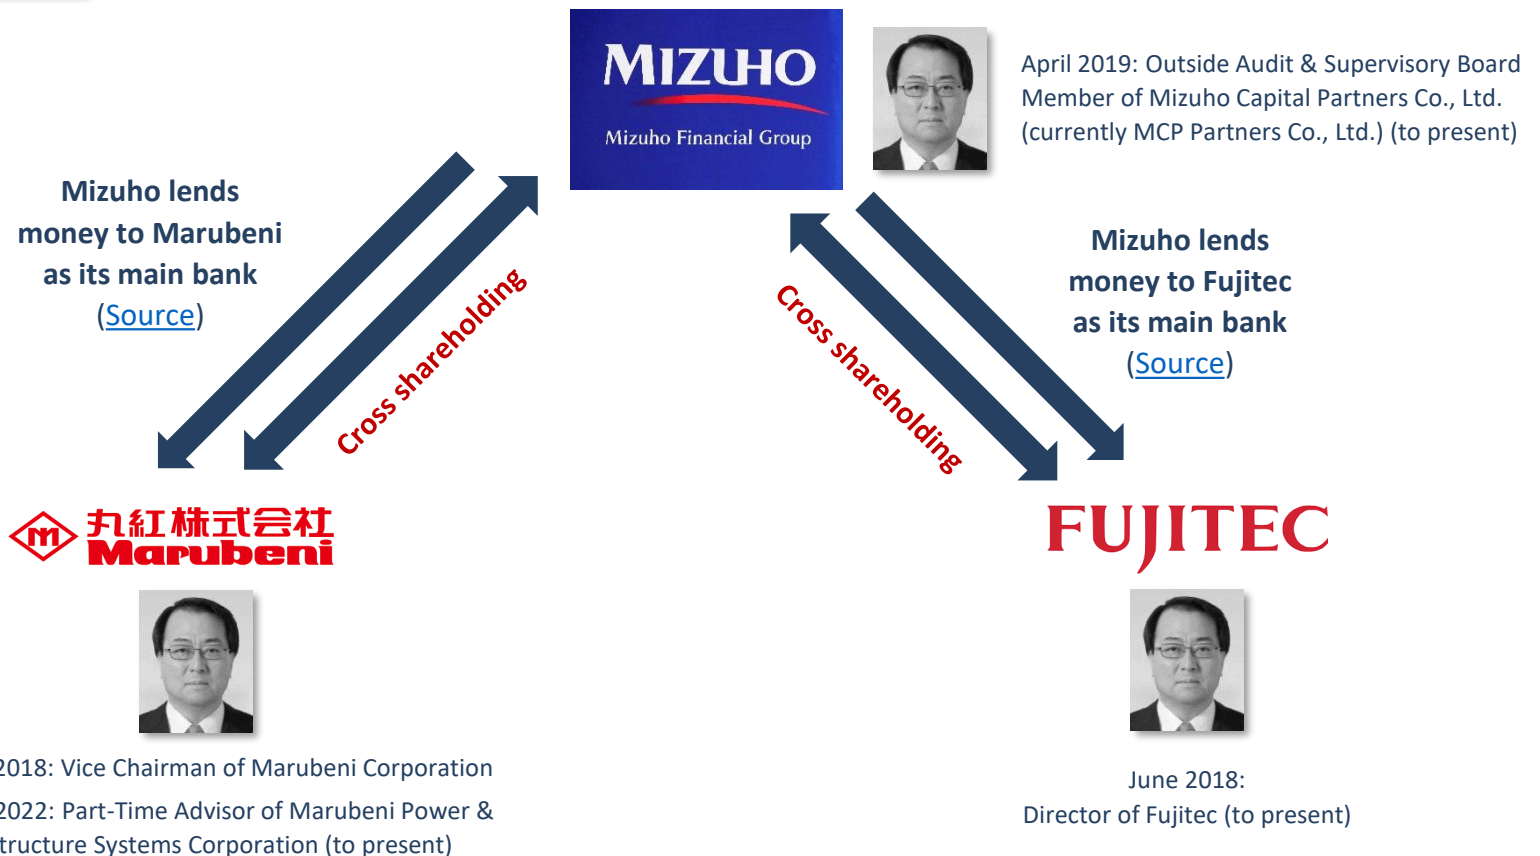 MIZUHO
Mizuho Financial Group
April 2019: Outside Audit & Supervisory Board
Member of Mizuho Capital Partners Co., Ltd.
(currently MCP Partners Co., Ltd.) (to present)
Mizuho lends
money to Marubeni
as its main bank
(Source)
Cross shareholding
Cross shareholding
Mizuho lends
money to Fujitec
as its main bank
(Source)
丸紅株式会社
Marubeni
FUJITEC
2018: Vice Chairman of Marubeni Corporation
2022: Part-Time Advisor of Marubeni Power &
tructure Systems Corporation (to present)
June 2018:
Director of Fujitec (to present)